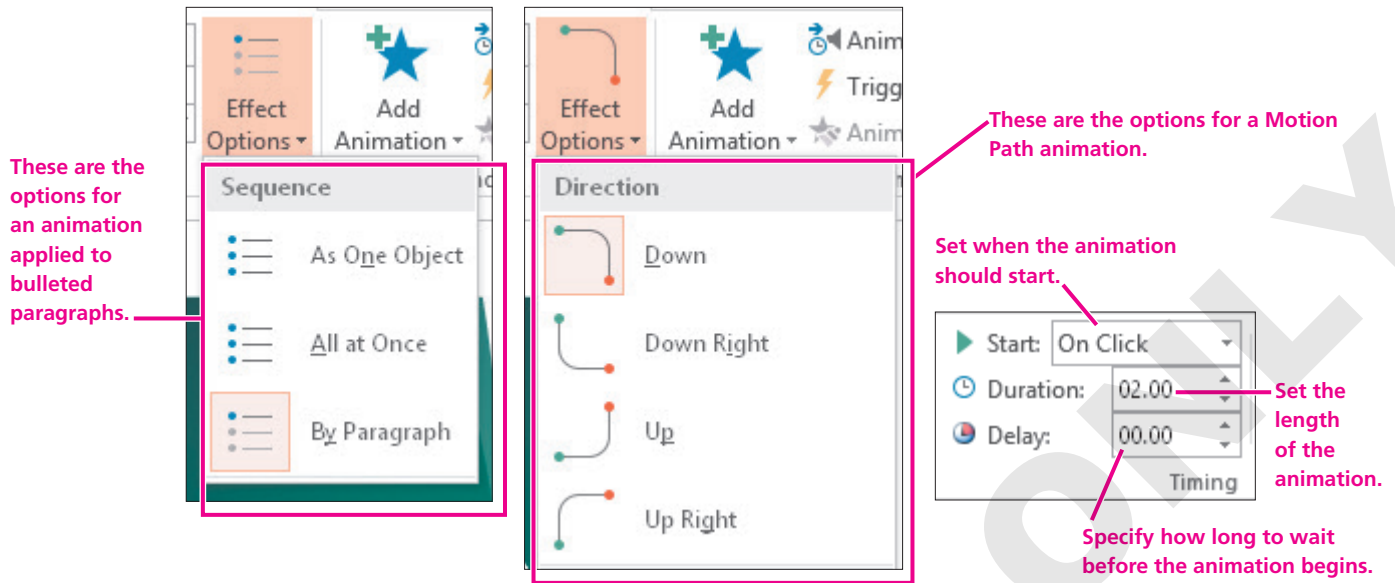 These are the
options for
an animation
applied to
bulleted
paragraphs.
Effect
Options
Add
Animation
Sequence
As One Object
All at Once
By Paragraph
Effect
Options
Add
Animation
Anim
Trigg
Anim
Direction
Down
Down Right
Up
Up Right
These are the options for a Motion
Path animation.
Set when the animation
should start.
Start: On Click
Duration: 02.00
Delay: 00.00
Timing
Set the
length
of the
animation.
Specify how long to wait
before the animation begins.
ONLY